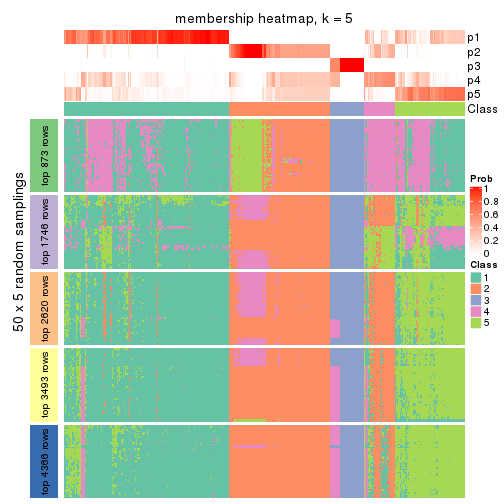 membership heatmap, k = 5
p1
p2
p3
p4
p5
Class
50 x 5 random samplings
top 873 rows
top 1746 rows
top 2620 rows
top 3493 rows
top 4366 rows
Prob
1
0.8
0.6
0.4
0.2
0
Class
1
2
3
4
5